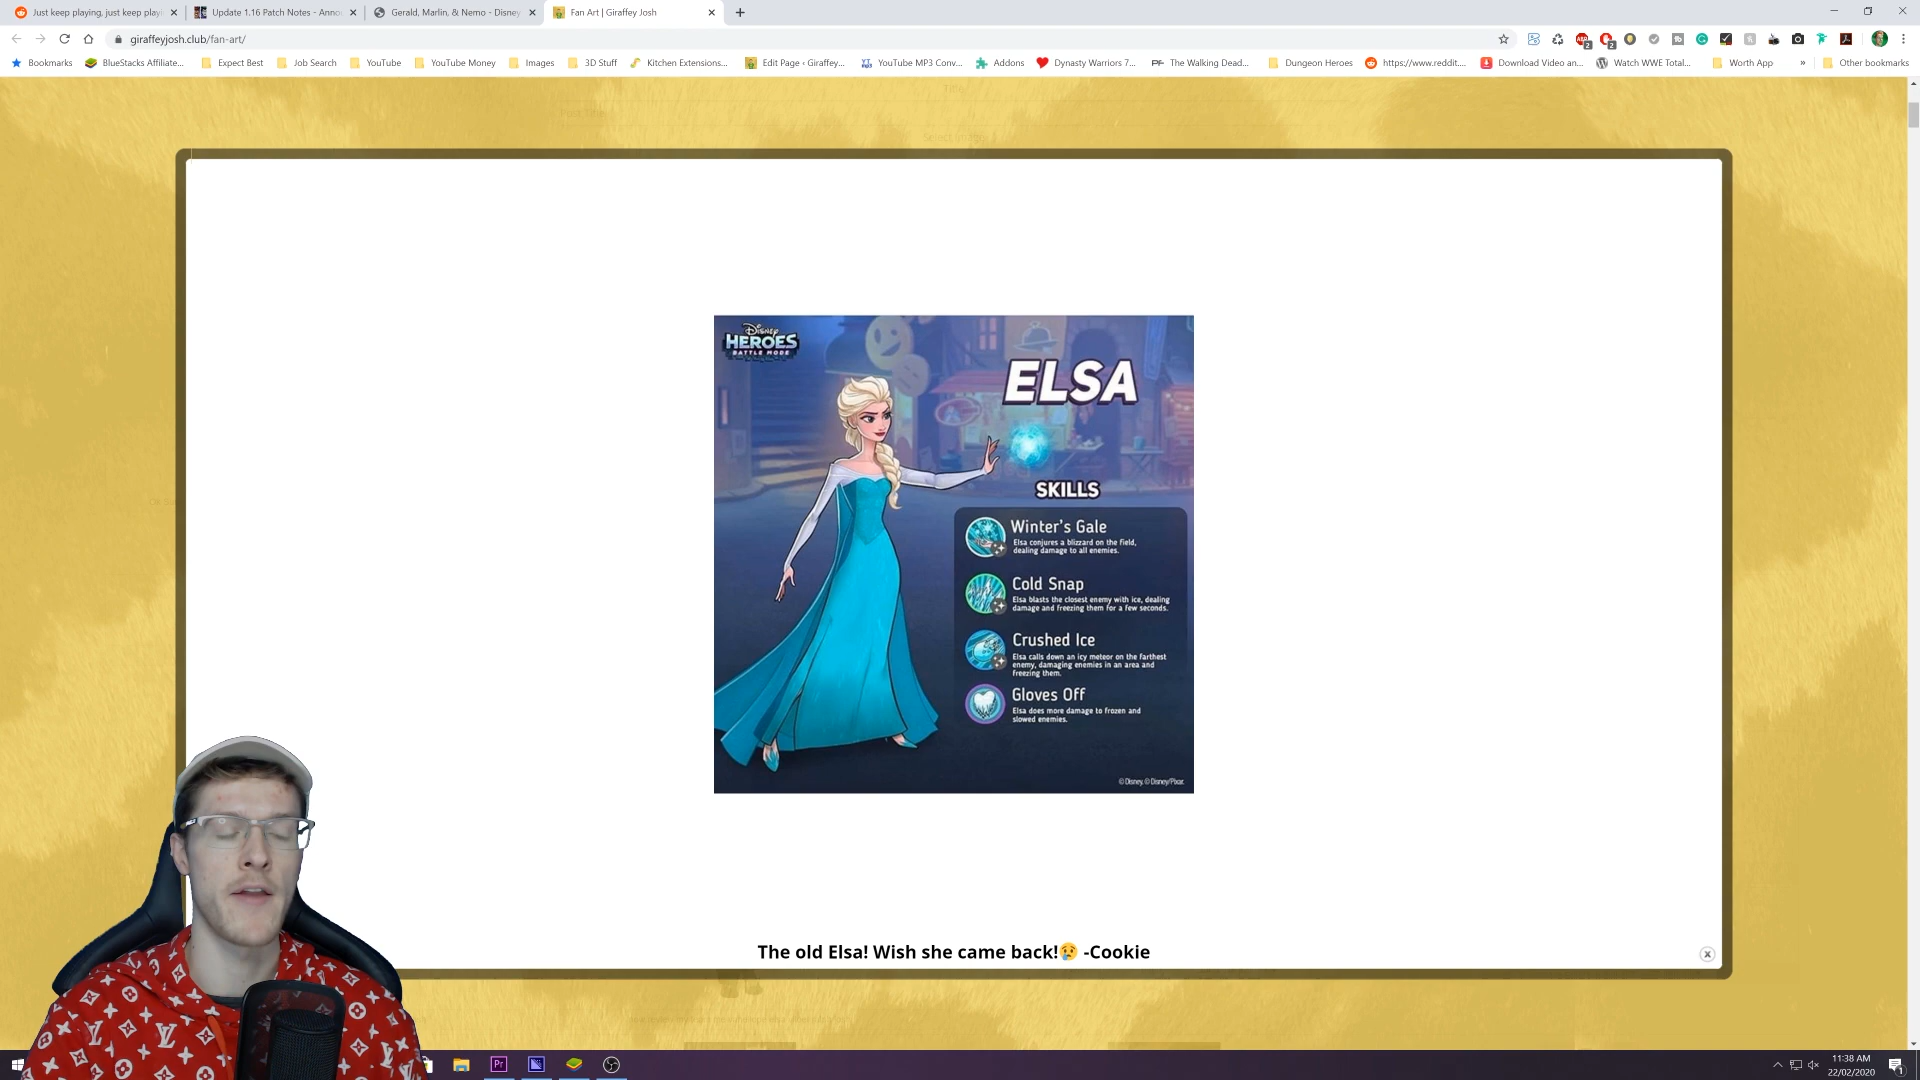 Just keep playing, just keep playi
Update 1.16 Patch Notes - Anno
Gerald, Marlin, & Nemo - Disney
Fan Art | Giraffey Josh
giraffeyjosh.club/fan-art/
Bookmarks
BlueStacks Affiliate...
Expect Best
Job Search
YouTube
YouTube Money
Images
3D Stuff
Kitchen Extensions...
Edit Page ‹ Giraffey...
YouTube MP3 Conv...
Addons
Dynasty Warriors 7...
The Walking Dead...
Dungeon Heroes
https://www.reddit....
Download Video an...
Watch WWE Total...
Worth App
»
Other bookmarks
Title
Post Title
Select Image
Disney
HEROES
BATTLE MODE
ELSA
SKILLS
Winter's Gale
Elsa conjures a blizzard on the field,
dealing damage to all enemies.
Cold Snap
Elsa blasts the closest enemy with ice, dealing
damage and freezing them for a few seconds.
Crushed Ice
Elsa calls down an icy meteor on the farthest
enemy, damaging enemies in an area and
freezing them.
Gloves Off
Elsa does more damage to frozen and
slowed enemies.
© Disney, © Disney/Pixar.
The old Elsa! Wish she came back!😢 -Cookie
11:38 AM
22/02/2020